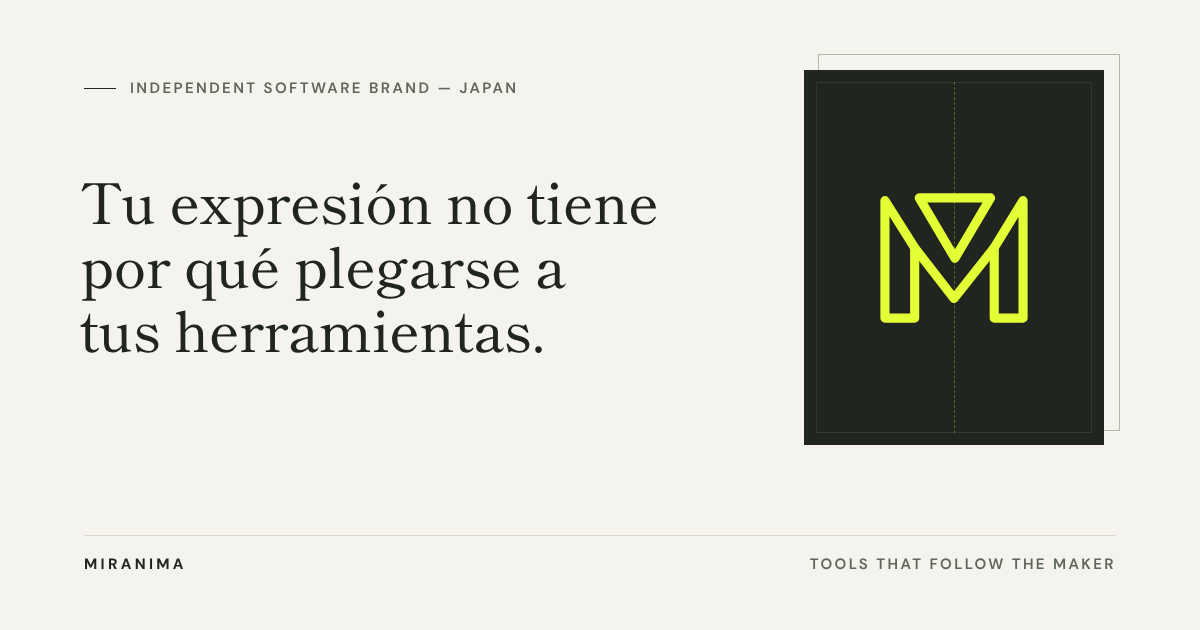 INDEPENDENT SOFTWARE BRAND — JAPAN
Tu expresión no tiene
por qué plegarse a
tus herramientas.
MIRANIMA
TOOLS THAT FOLLOW THE MAKER